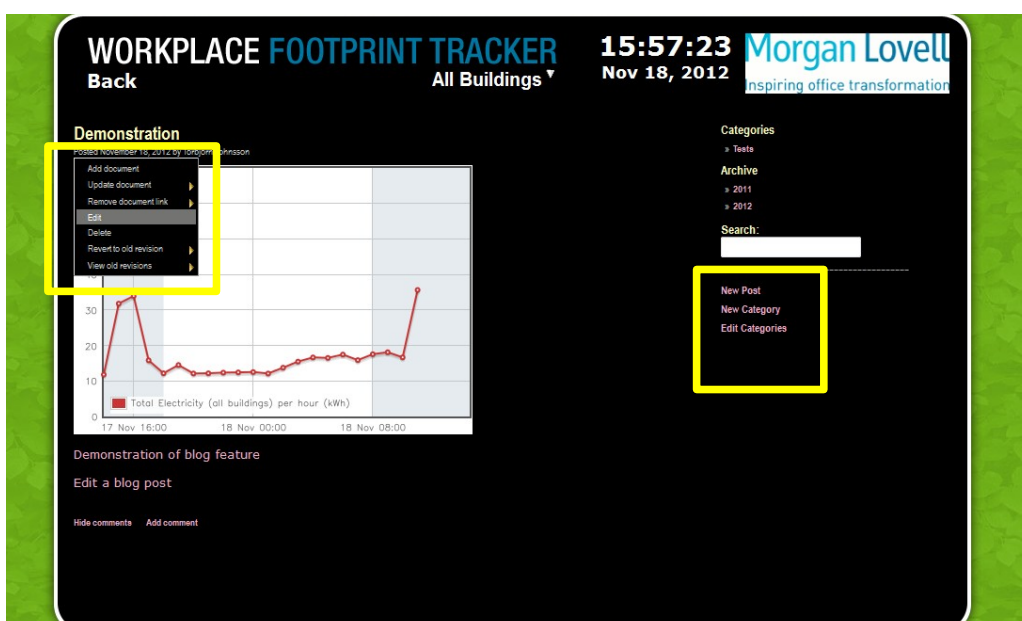 WORKPLACE FOOTPRINT TRACKER
Back
All Buildings
15:57:23
Nov 18, 2012
Morgan Lovell
Inspiring office transformation
Demonstration
Posted November 18, 2012 by Torbjorn Johnsson
Add document
Update document
Remove document link
Edit
Delete
Revert to old revision
View old revisions
30
20
10
0
Total Electricity (all buildings) per hour (kWh)
17 Nov 16:00 18 Nov 00:00 18 Nov 08:00
Demonstration of blog feature
Edit a blog post
Hide comments Add comment
Categories
» Tests
Archive
» 2011
» 2012
Search:
New Post
New Category
Edit Categories